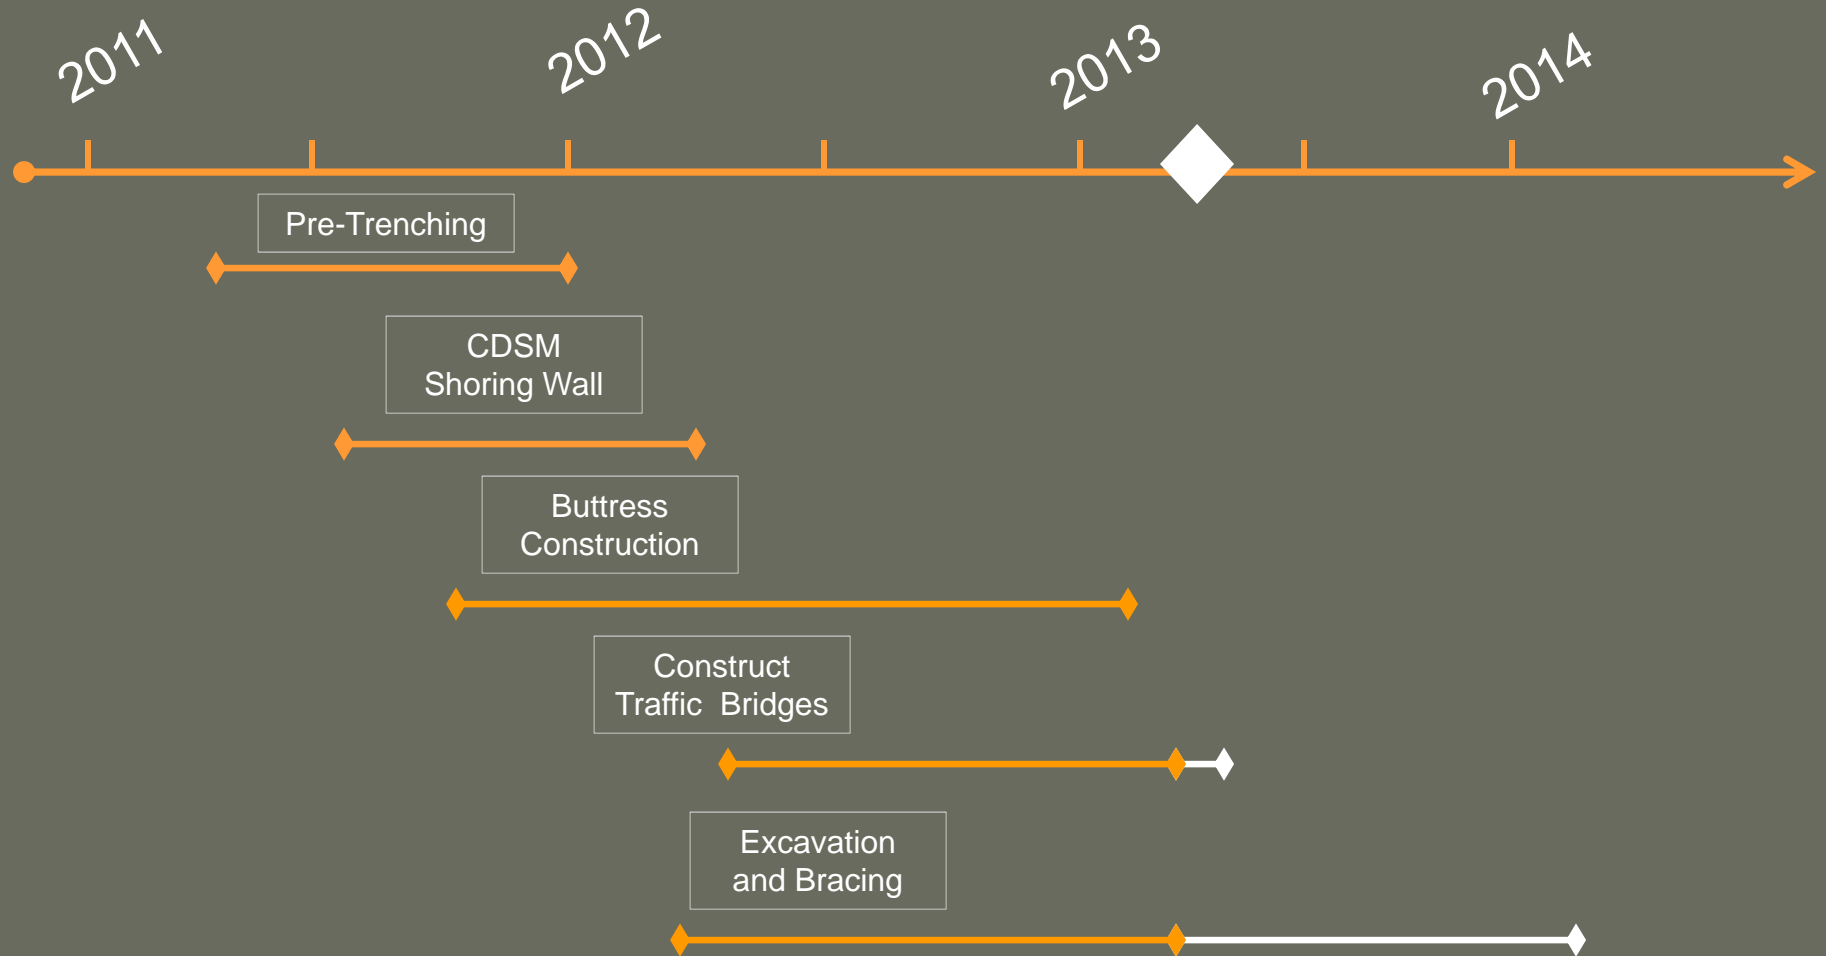 2011
2012
2013
2014
Pre-Trenching
CDSM
Shoring Wall
Buttress
Construction
Construct
Traffic Bridges
Excavation
and Bracing